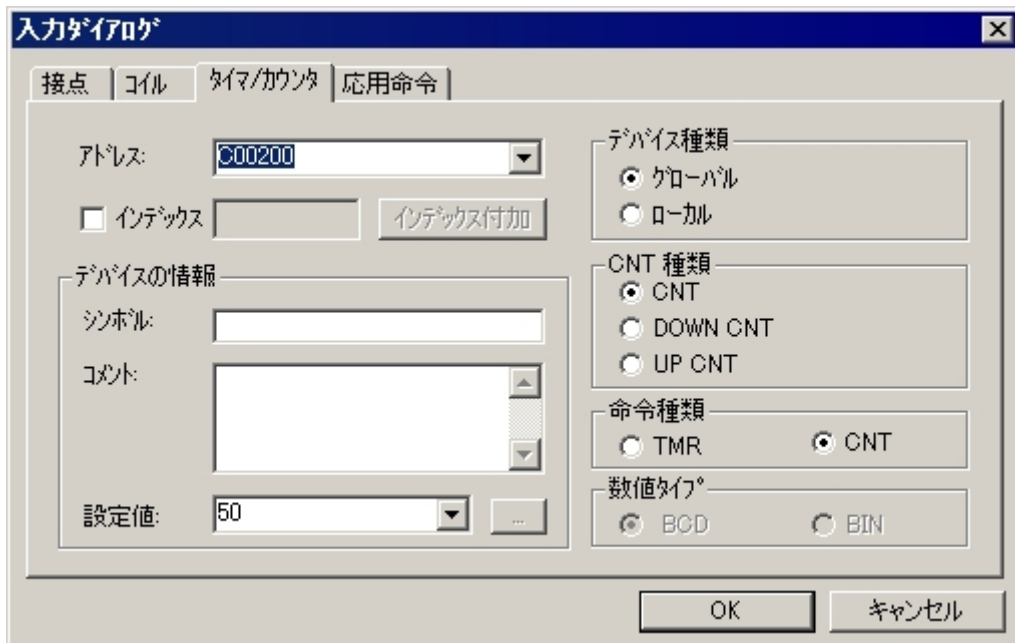 入力ﾀﾞｲｱﾛｸﾞ
接点 ｺｲﾙ ﾀｲﾏ/ｶｳﾝﾀ 応用命令
ｱﾄﾞﾚｽ: C00200
インデックス インデックス付加
デバイスの情報
ｼﾝﾎﾞﾙ:
ｺﾒﾝﾄ:
設定値: 50 ...
デバイス種類
ｸﾞﾛｰﾊﾞﾙ
ﾛｰｶﾙ
CNT 種類
CNT
DOWN CNT
UP CNT
命令種類
TMR CNT
数値ﾀｲﾌﾟ
BCD BIN
OK キャンセル